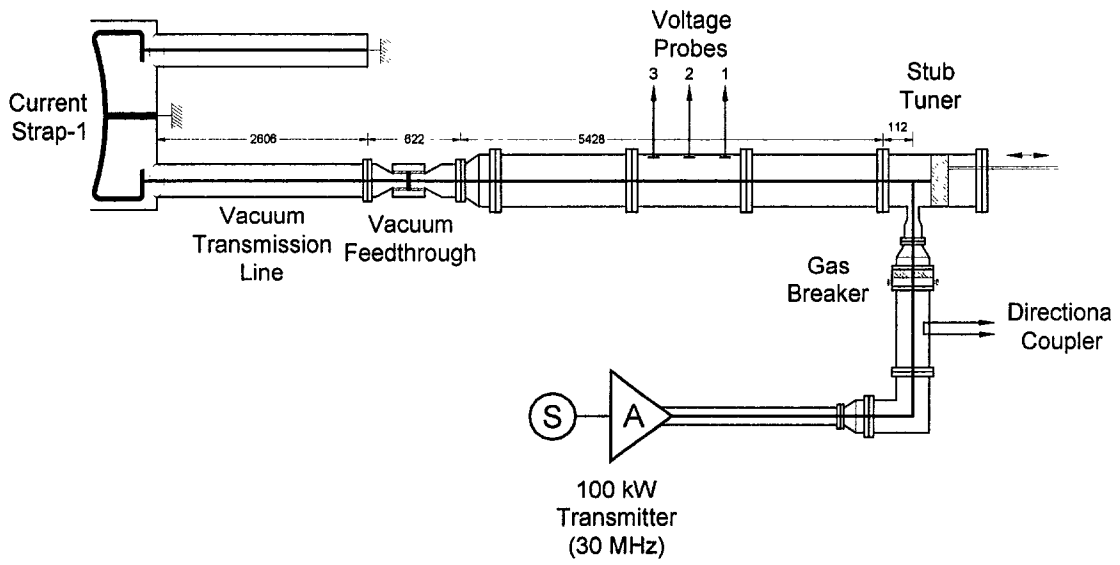 Voltage
Probes
3 2 1
Stub
Tuner
Current
Strap-1
2606 622 5428 112
Vacuum
Transmission
Line
Vacuum
Feedthrough
Gas
Breaker
Directiona
Coupler
S
A
100 kW
Transmitter
(30 MHz)